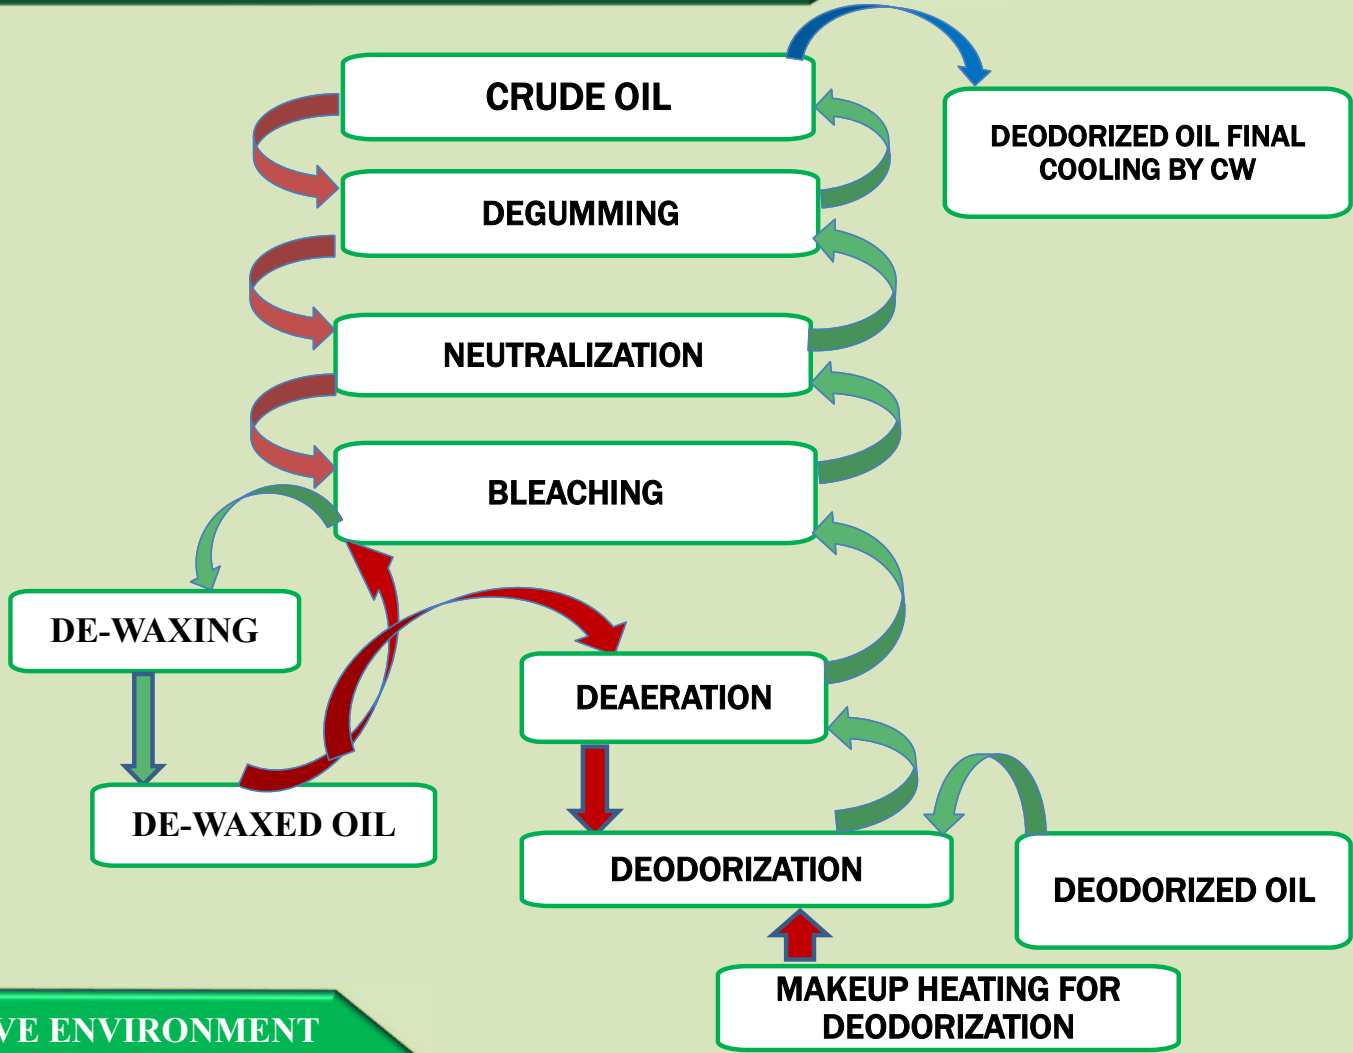 CRUDE OIL
DEODORIZED OIL FINAL
COOLING BY CW
DEGUMMING
NEUTRALIZATION
BLEACHING
DE-WAXING
DEAERATION
DE-WAXED OIL
DEODORIZATION
DEODORIZED OIL
MAKEUP HEATING FOR
DEODORIZATION
ENVIRONMENT